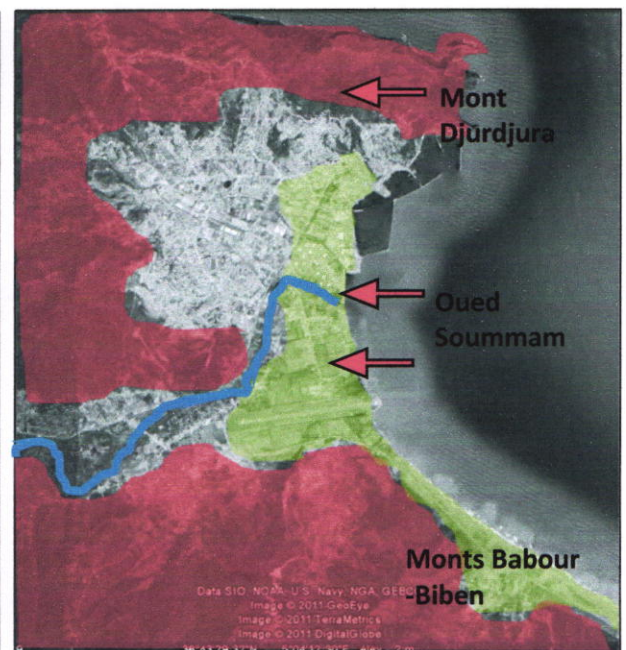 Mont
Djurdjura
Oued
Soummam
Monts Babour
-Biben
Data SIO, NOAA, U.S. Navy, NGA, GEBCO
Image © 2011 GeoEye
Image © 2011 TerraMetrics
Image © 2011 DigitalGlobe